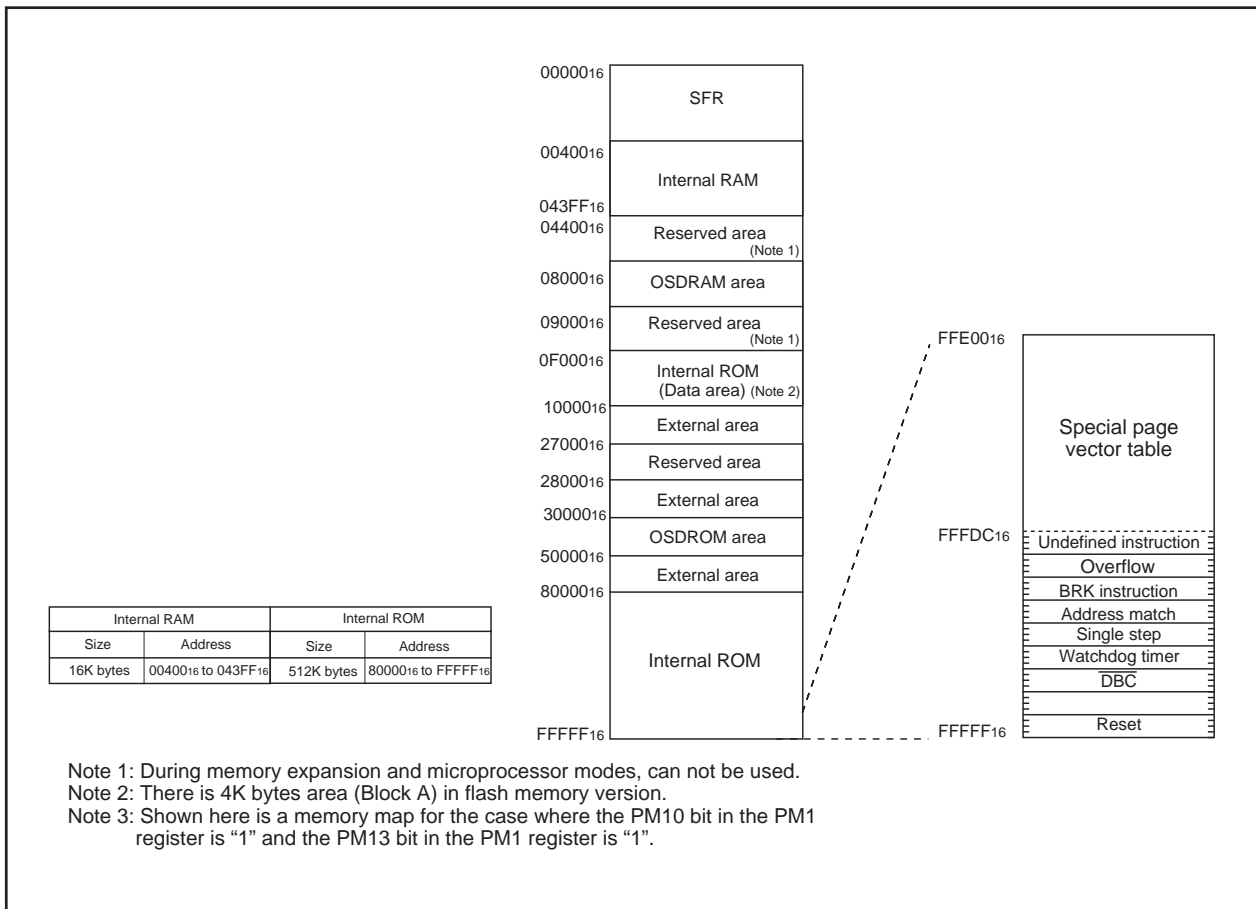 00000₁₆
SFR
00400₁₆
Internal RAM
043FF₁₆
04400₁₆
Reserved area
(Note 1)
08000₁₆
OSDRAM area
09000₁₆
Reserved area
(Note 1)
0F000₁₆
Internal ROM
(Data area) (Note 2)
10000₁₆
External area
27000₁₆
Reserved area
28000₁₆
External area
30000₁₆
OSDROM area
50000₁₆
External area
80000₁₆
Internal ROM
FFFFF₁₆
FFE00₁₆
Special page
vector table
FFFDC₁₆
Undefined instruction
Overflow
BRK instruction
Address match
Single step
Watchdog timer
D̅B̅C̅
Reset
FFFFF₁₆
Internal RAM Internal ROM
Size Address Size Address
16K bytes 00400₁₆ to 043FF₁₆ 512K bytes 80000₁₆ to FFFFF₁₆
Note 1: During memory expansion and microprocessor modes, can not be used.
Note 2: There is 4K bytes area (Block A) in flash memory version.
Note 3: Shown here is a memory map for the case where the PM10 bit in the PM1
register is “1” and the PM13 bit in the PM1 register is “1”.